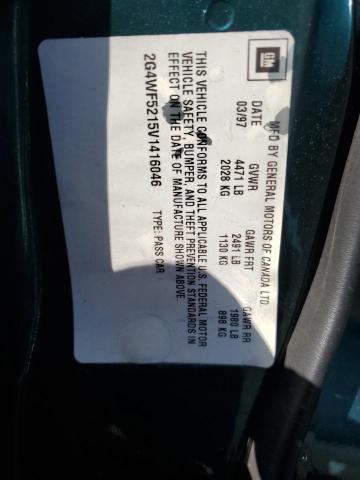 GM
MFD BY GENERAL MOTORS OF CANADA LTD.
DATE GVWR GAWR FRT GAWR RR
03/97 4471 LB 2491 LB 1980 LB
2028 KG 1130 KG 898 KG
THIS VEHICLE CONFORMS TO ALL APPLICABLE U.S. FEDERAL MOTOR
VEHICLE SAFETY, BUMPER, AND THEFT PREVENTION STANDARDS IN
EFFECT ON THE DATE OF MANUFACTURE SHOWN ABOVE.
2G4WF5215V1416046 TYPE: PASS CAR